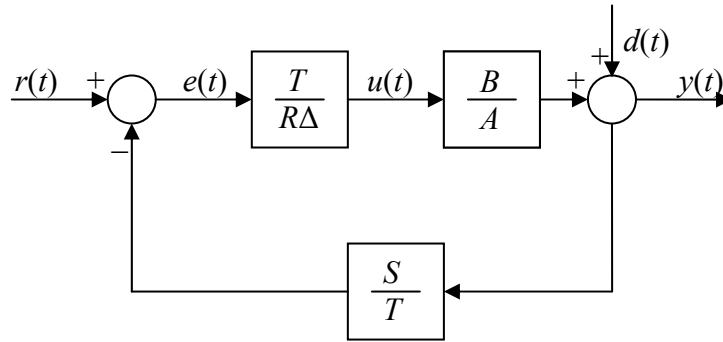 d(t)
+
r(t) + e(t) T/RΔ u(t) B/A + y(t)
−
S/T